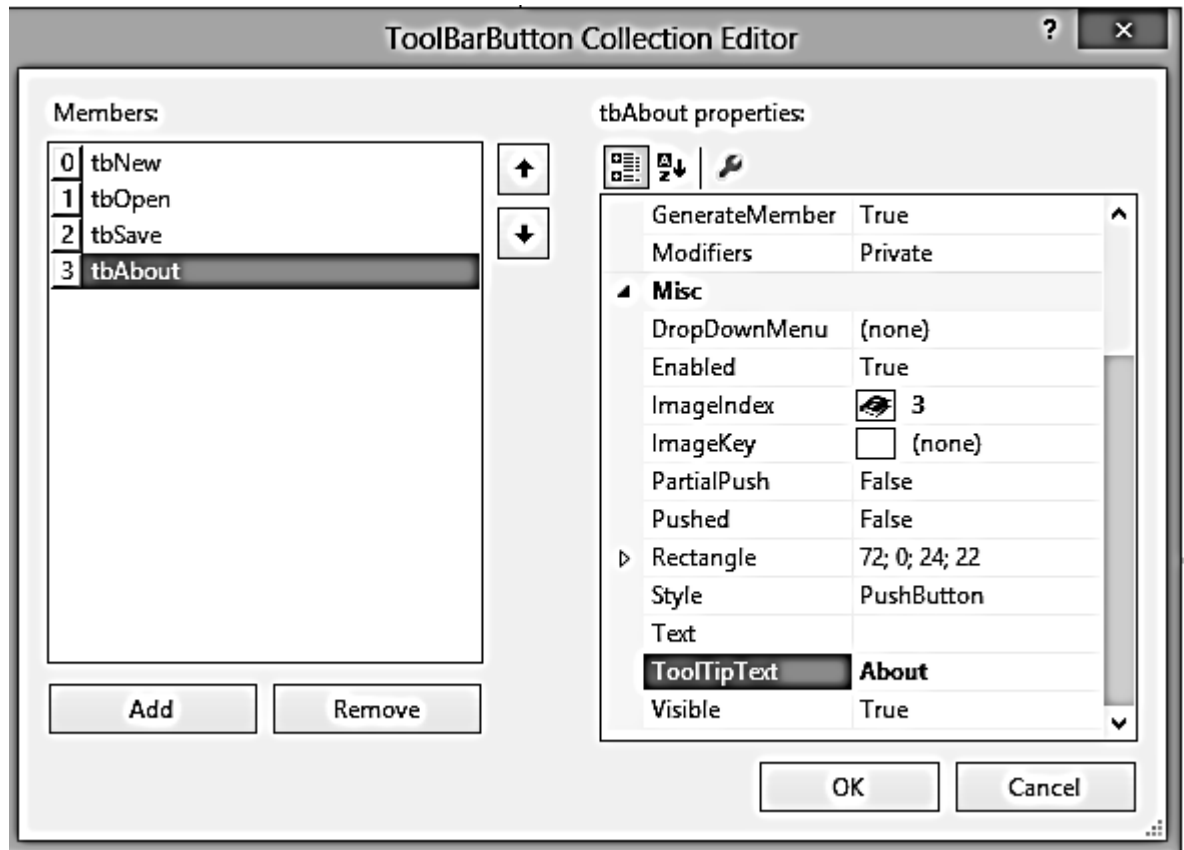 ToolBarButton Collection Editor
?
Members:
0 tbNew
1 tbOpen
2 tbSave
3 tbAbout
Add
Remove
tbAbout properties:
GenerateMember True
Modifiers Private
Misc
DropDownMenu (none)
Enabled True
ImageIndex 3
ImageKey (none)
PartialPush False
Pushed False
Rectangle 72; 0; 24; 22
Style PushButton
Text
ToolTipText About
Visible True
OK
Cancel